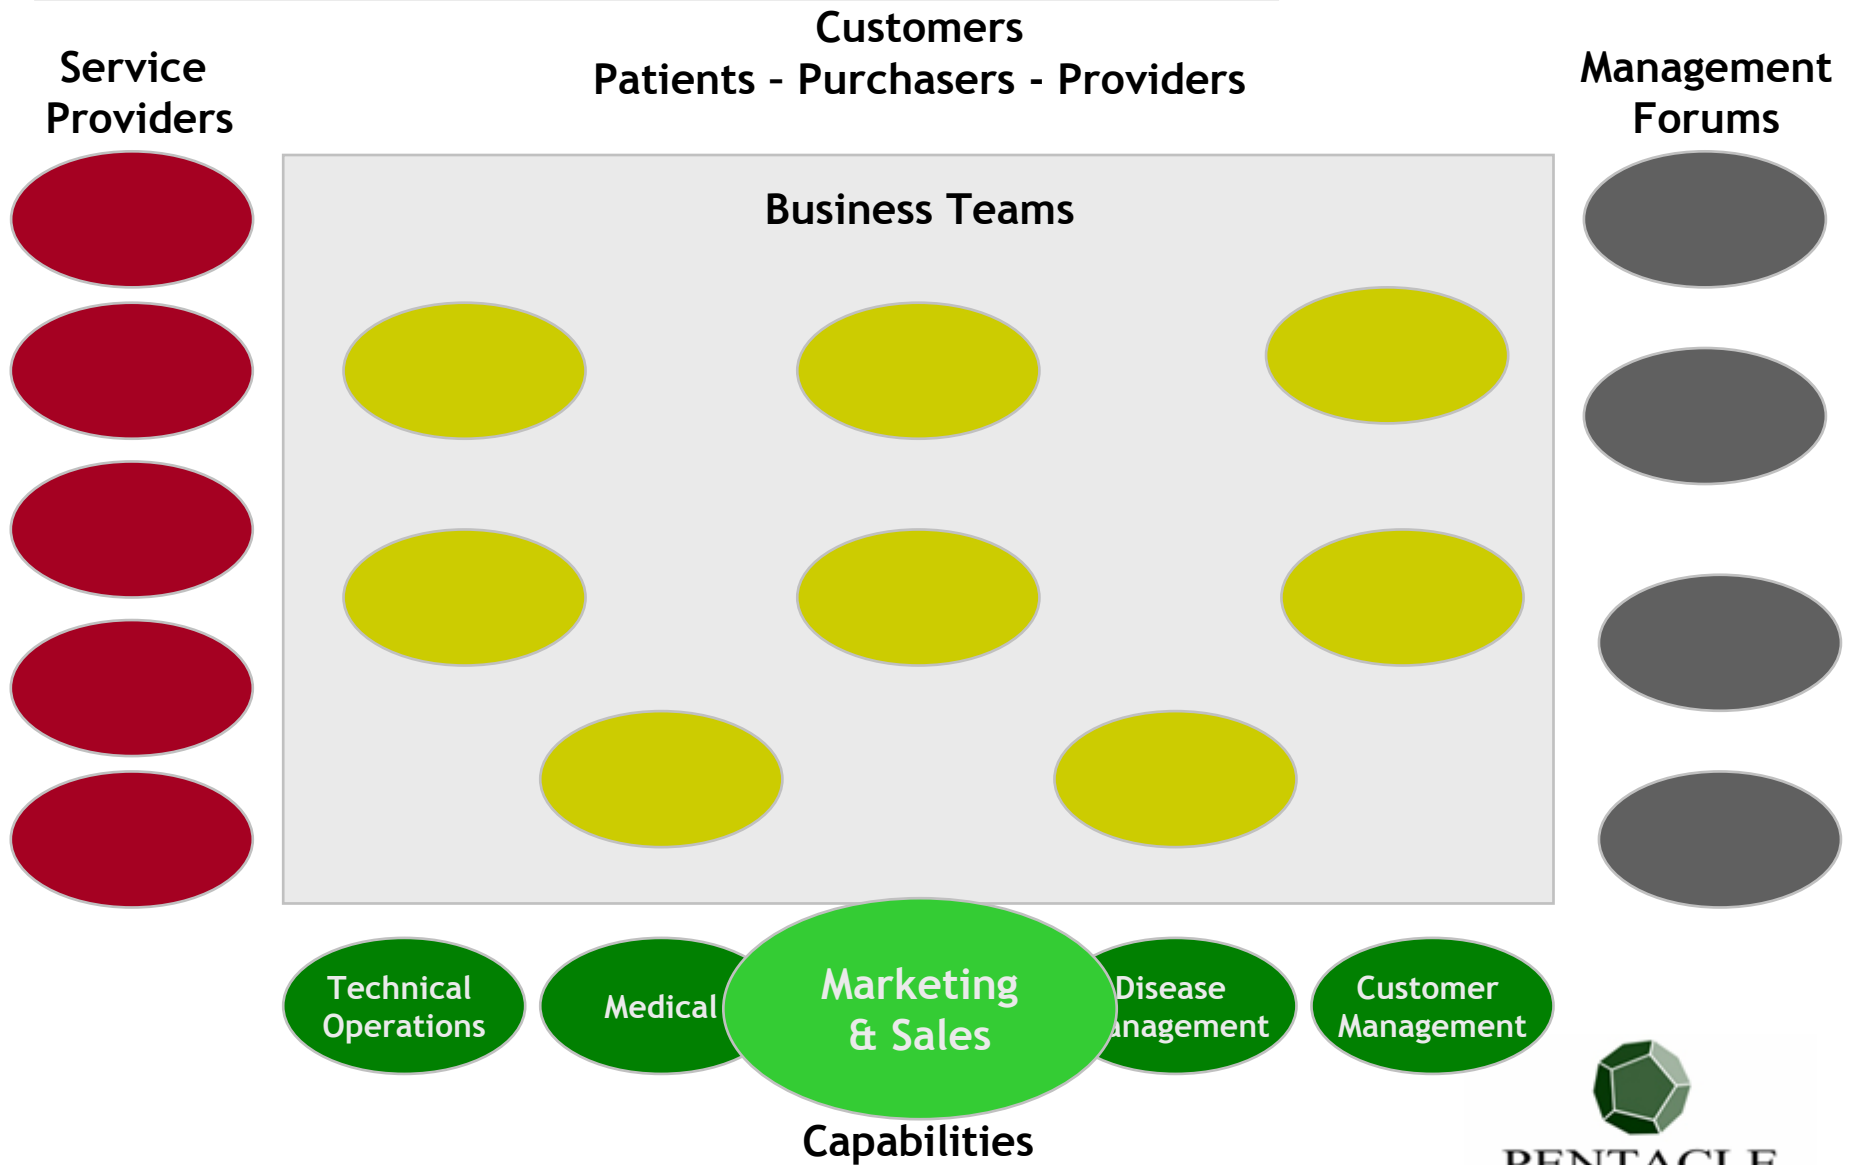 Customers
Patients – Purchasers - Providers
Service
Providers
Management
Forums
Business Teams
Technical
Operations
Medical
Marketing
& Sales
Disease
anagement
Customer
Management
Capabilities
PENTACLE